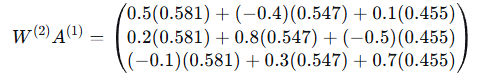 0.5(0.581) + (−0.4)(0.547) + 0.1(0.455)
W^{(2)}A^{(1)} = 0.2(0.581) + 0.8(0.547) + (−0.5)(0.455)
(−0.1)(0.581) + 0.3(0.547) + 0.7(0.455)